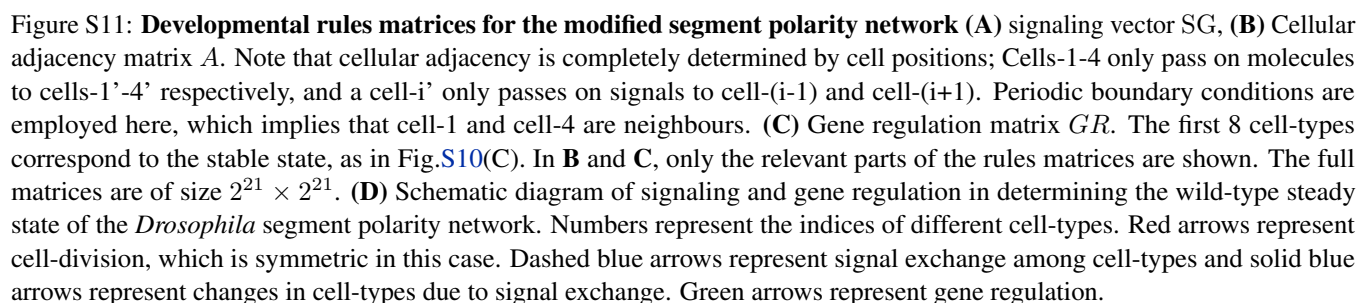 Figure S11: Developmental rules matrices for the modified segment polarity network (A) signaling vector SG, (B) Cellular
adjacency matrix A. Note that cellular adjacency is completely determined by cell positions; Cells-1-4 only pass on molecules
to cells-1’-4’ respectively, and a cell-i’ only passes on signals to cell-(i-1) and cell-(i+1). Periodic boundary conditions are
employed here, which implies that cell-1 and cell-4 are neighbours. (C) Gene regulation matrix GR. The first 8 cell-types
correspond to the stable state, as in Fig.S10(C). In B and C, only the relevant parts of the rules matrices are shown. The full
matrices are of size 2^21 × 2^21. (D) Schematic diagram of signaling and gene regulation in determining the wild-type steady
state of the Drosophila segment polarity network. Numbers represent the indices of different cell-types. Red arrows represent
cell-division, which is symmetric in this case. Dashed blue arrows represent signal exchange among cell-types and solid blue
arrows represent changes in cell-types due to signal exchange. Green arrows represent gene regulation.